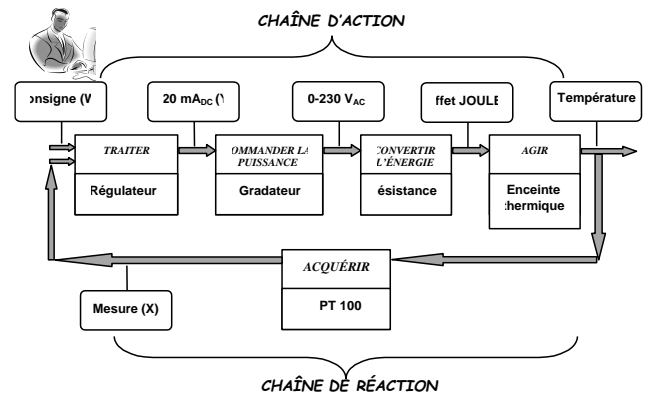 CHAÎNE D'ACTION
onsigne (W
20 mADC (Y
0-230 VAC
ffet JOULE
Température
TRAITER
Régulateur
OMMANDER LA
PUISSANCE
Gradateur
CONVERTIR
L'ÉNERGIE
ésistance
AGIR
Enceinte
thermique
ACQUÉRIR
PT 100
Mesure (X)
CHAÎNE DE RÉACTION